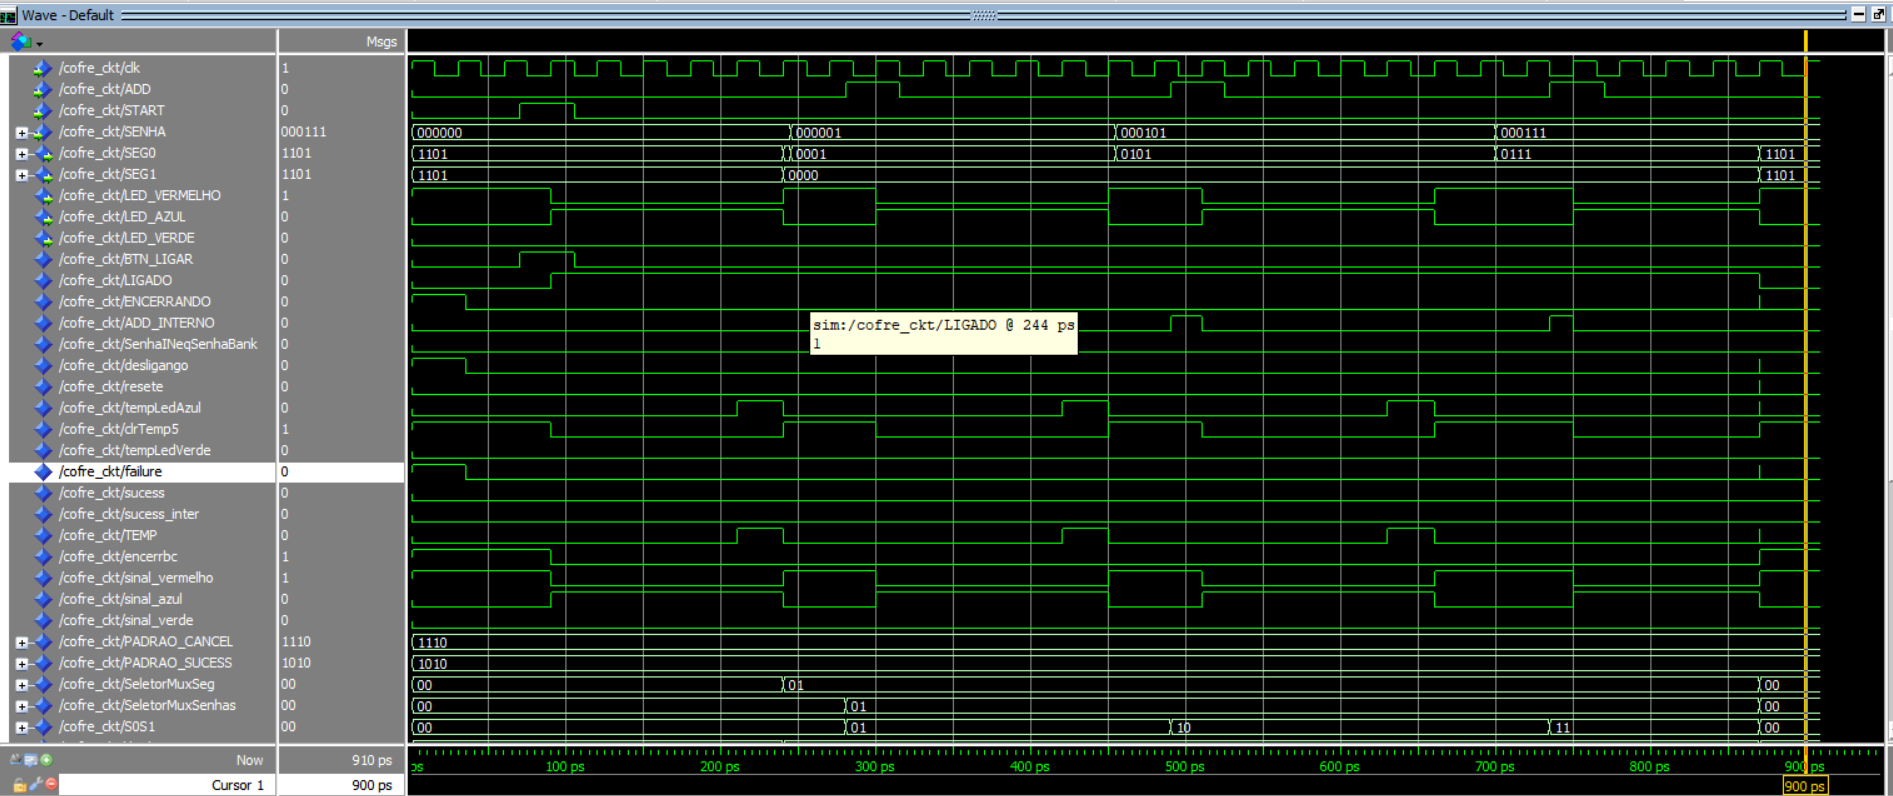 Wave - Default
Msgs
/cofre_ckt/clk 1
/cofre_ckt/ADD 0
/cofre_ckt/START 0
/cofre_ckt/SENHA 000111 000000 000001 000101 000111
/cofre_ckt/SEG0 1101 1101 0001 0101 0111 1101
/cofre_ckt/SEG1 1101 1101 0000 1101
/cofre_ckt/LED_VERMELHO 1
/cofre_ckt/LED_AZUL 0
/cofre_ckt/LED_VERDE 0
/cofre_ckt/BTN_LIGAR 0
/cofre_ckt/LIGADO 0
/cofre_ckt/ENCERRANDO 0
/cofre_ckt/ADD_INTERNO 0
sim:/cofre_ckt/LIGADO @ 244 ps
1
/cofre_ckt/SenhaINeqSenhaBank 0
/cofre_ckt/desligango 0
/cofre_ckt/resete 0
/cofre_ckt/tempLedAzul 0
/cofre_ckt/clrTemp5 1
/cofre_ckt/tempLedVerde 0
/cofre_ckt/failure 0
/cofre_ckt/sucess 0
/cofre_ckt/sucess_inter 0
/cofre_ckt/TEMP 0
/cofre_ckt/encerrbc 1
/cofre_ckt/sinal_vermelho 1
/cofre_ckt/sinal_azul 0
/cofre_ckt/sinal_verde 0
/cofre_ckt/PADRAO_CANCEL 1110 1110
/cofre_ckt/PADRAO_SUCESS 1010 1010
/cofre_ckt/SeletorMuxSeg 00 00 01 00
/cofre_ckt/SeletorMuxSenhas 00 00 01 00
/cofre_ckt/S0S1 00 00 01 10 11 00
Now 910 ps ps 100 ps 200 ps 300 ps 400 ps 500 ps 600 ps 700 ps 800 ps 900 ps
Cursor 1 900 ps 900 ps